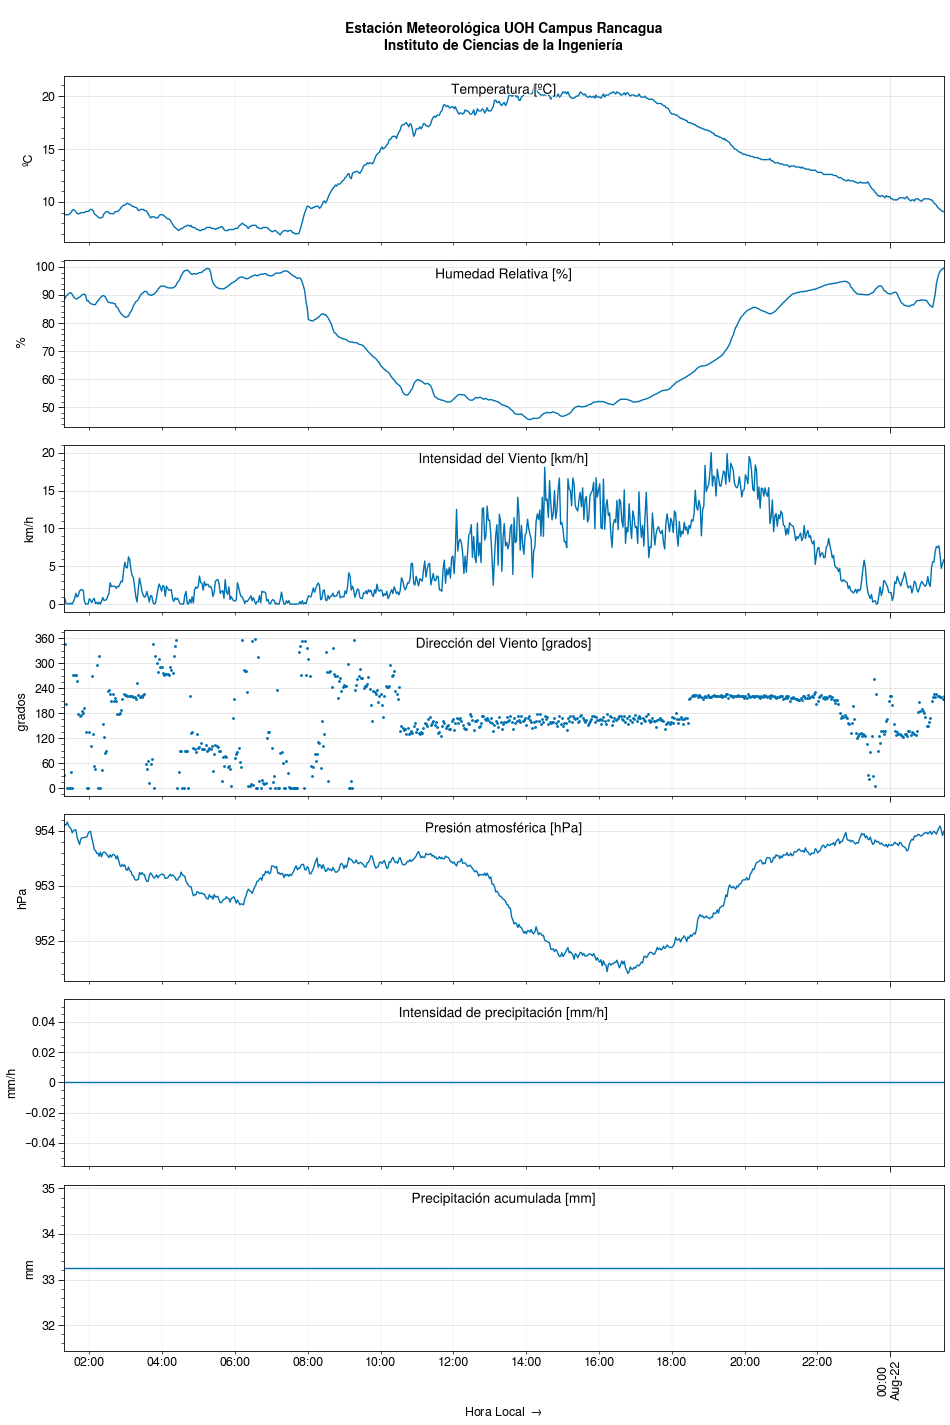 Estación Meteorológica UOH Campus Rancagua
Instituto de Ciencias de la Ingeniería
Temperatura [ºC]
20
15
10
ºC
Humedad Relativa [%]
100
90
80
70
60
50
%
Intensidad del Viento [km/h]
20
15
10
5
0
km/h
Dirección del Viento [grados]
360
300
240
180
120
60
0
grados
Presión atmosférica [hPa]
954
953
952
hPa
Intensidad de precipitación [mm/h]
0.04
0.02
0
−0.02
−0.04
mm/h
Precipitación acumulada [mm]
35
34
33
32
mm
02:00 04:00 06:00 08:00 10:00 12:00 14:00 16:00 18:00 20:00 22:00 00:00
Aug-22
Hora Local →